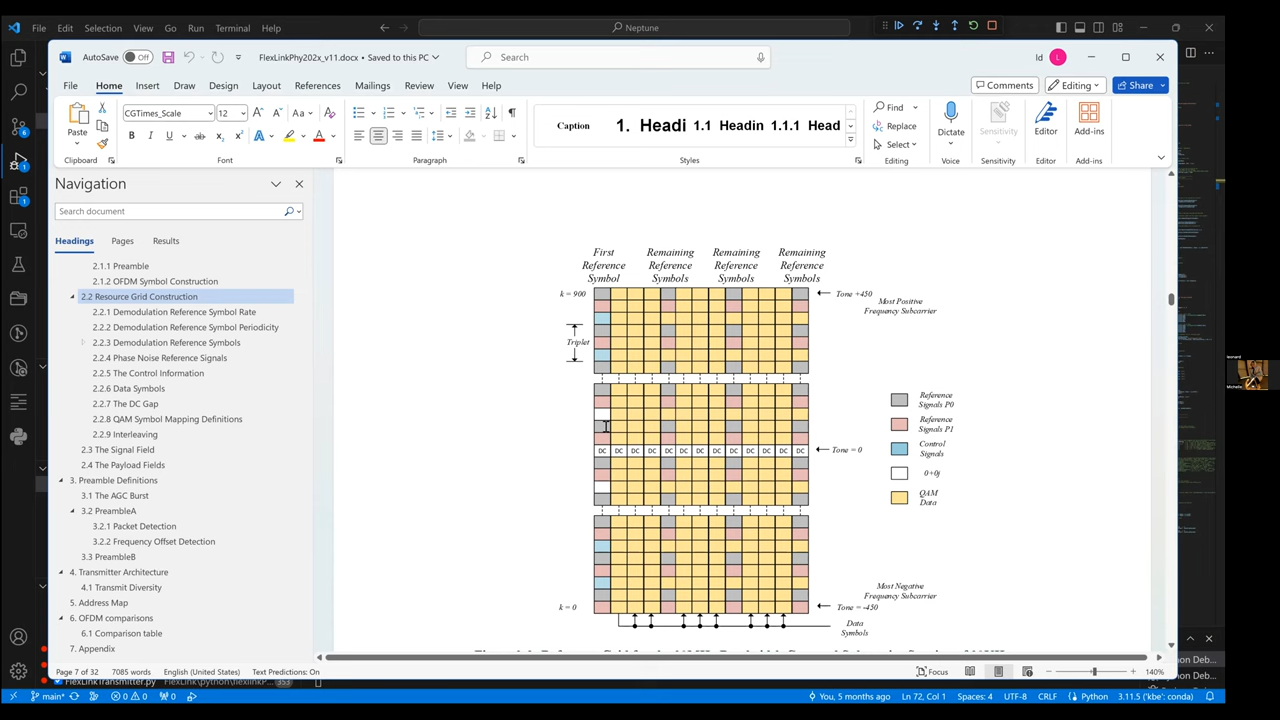 File Edit Selection View Go Run Terminal Help
Neptune
AutoSave Off FlexLinkPhy202x_v11.docx • Saved to this PC
Search
ld L
File Home Insert Draw Design Layout References Mailings Review View Help
Comments Editing Share
Paste
CGTimes_Scale 12
Font
Paragraph
Caption 1. Headi 1.1 Headin 1.1.1 Head
Styles
Find
Replace
Select
Editing
Dictate
Voice
Sensitivity
Sensitivity
Editor
Editor
Add-ins
Add-ins
Navigation
Search document
Headings Pages Results
2.1.1 Preamble
2.1.2 OFDM Symbol Construction
2.2 Resource Grid Construction
2.2.1 Demodulation Reference Symbol Rate
2.2.2 Demodulation Reference Symbol Periodicity
2.2.3 Demodulation Reference Symbols
2.2.4 Phase Noise Reference Signals
2.2.5 The Control Information
2.2.6 Data Symbols
2.2.7 The DC Gap
2.2.8 QAM Symbol Mapping Definitions
2.2.9 Interleaving
2.3 The Signal Field
2.4 The Payload Fields
3. Preamble Definitions
3.1 The AGC Burst
3.2 PreambleA
3.2.1 Packet Detection
3.2.2 Frequency Offset Detection
3.3 PreambleB
4. Transmitter Architecture
4.1 Transmit Diversity
5. Address Map
6. OFDM comparisons
6.1 Comparison table
7. Appendix
First Reference Symbol
Remaining Reference Symbols
Remaining Reference Symbols
Remaining Reference Symbols
k = 900
Tone +450
Most Positive
Frequency Subcarrier
Triplet
Reference
Signals P0
Reference
Signals P1
Control
Signals
0+0j
QAM
Data
DC DC DC DC DC DC DC DC DC DC DC DC DC
Tone = 0
Most Negative
Frequency Subcarrier
k = 0
Tone = -450
Data
Symbols
leonard
Michelle
Page 7 of 32 7085 words English (United States) Text Predictions: On
Focus
140%
FlexLinkTransmitter.py
main* 0 0 0
You, 5 months ago Ln 72, Col 1 Spaces: 4 UTF-8 CRLF Python 3.11.5 ('kbe': conda)